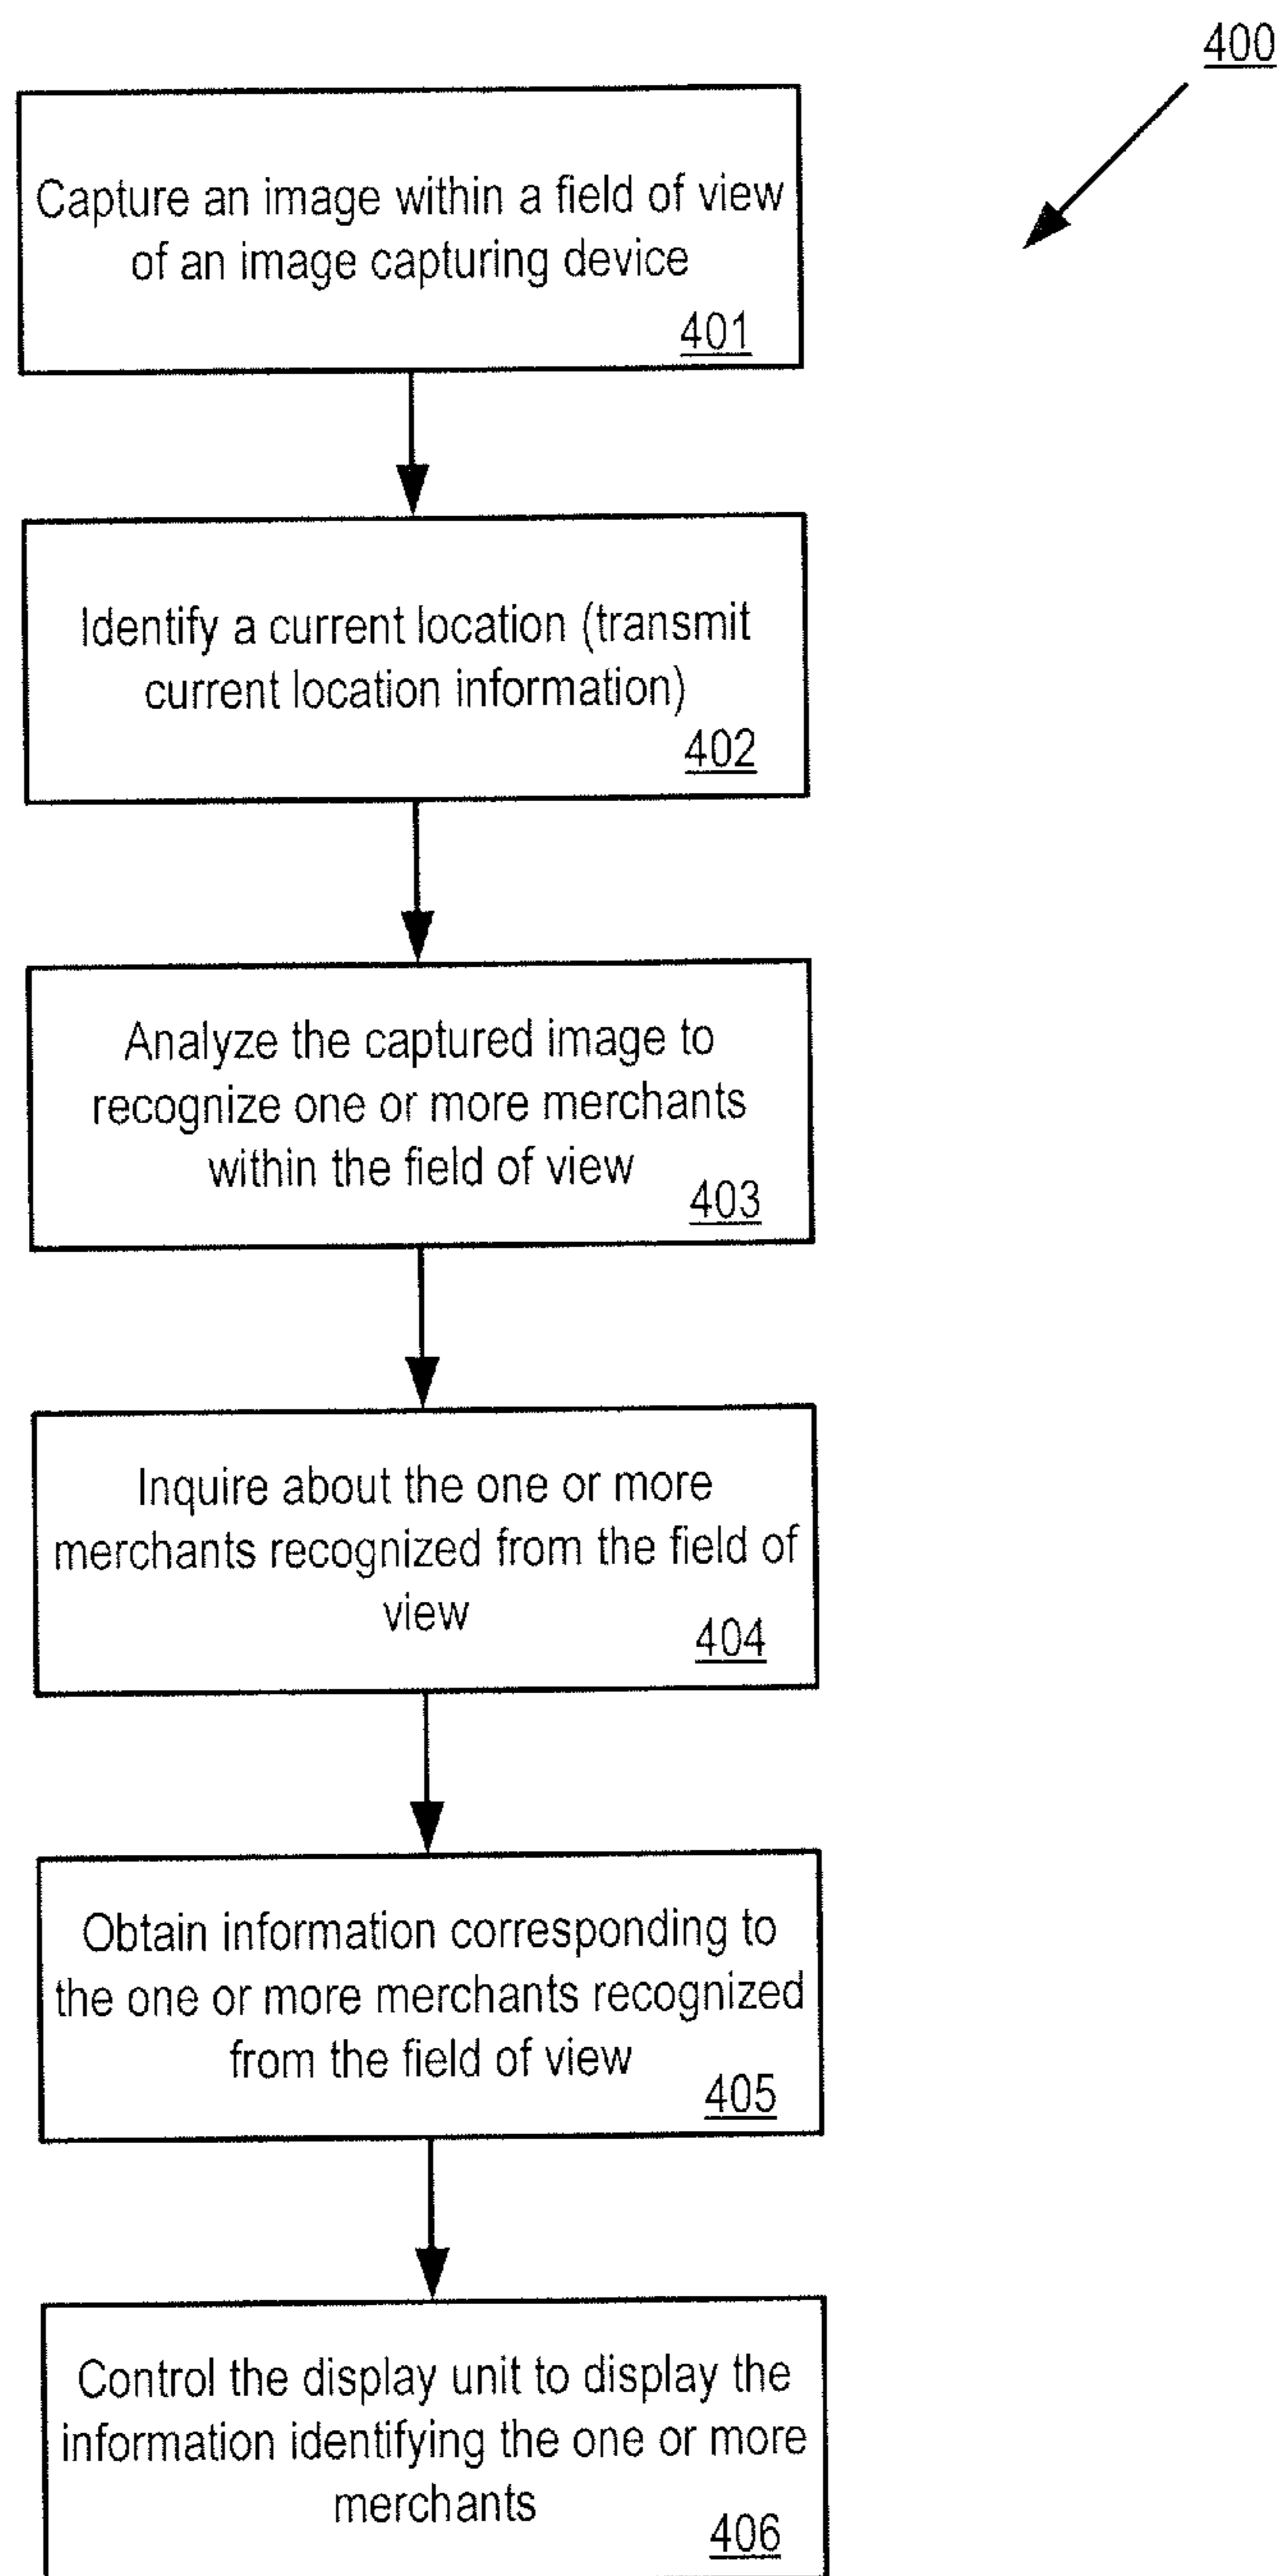 400
Capture an image within a field of view
of an image capturing device
401
Identify a current location (transmit
current location information)
402
Analyze the captured image to
recognize one or more merchants
within the field of view
403
Inquire about the one or more
merchants recognized from the field of
view
404
Obtain information corresponding to
the one or more merchants recognized
from the field of view
405
Control the display unit to display the
information identifying the one or more
merchants
406